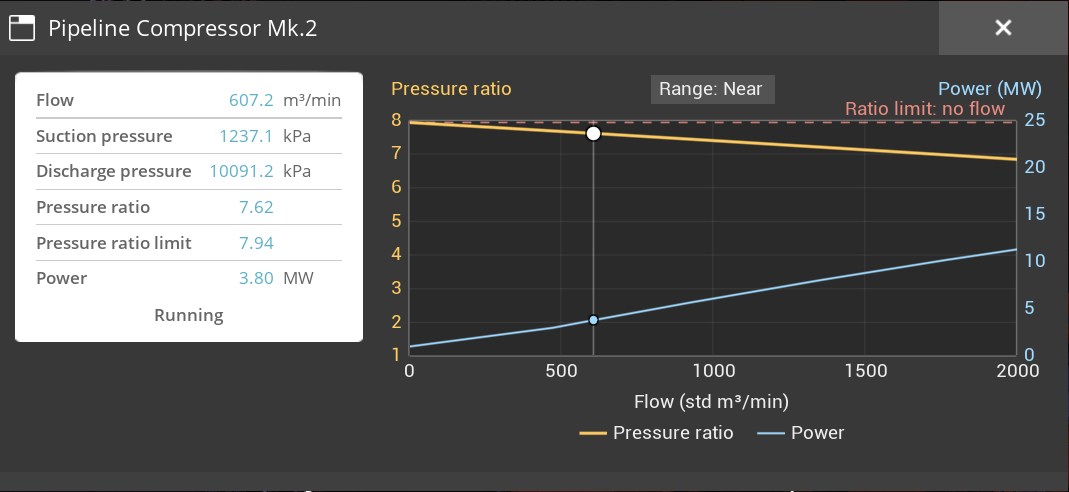 Pipeline Compressor Mk.2
Flow 607.2 m³/min
Suction pressure 1237.1 kPa
Discharge pressure 10091.2 kPa
Pressure ratio 7.62
Pressure ratio limit 7.94
Power 3.80 MW
Running
Pressure ratio
Range: Near
Power (MW)
Ratio limit: no flow
8
7
6
5
4
3
2
1
25
20
15
10
5
0
0 500 1000 1500 2000
Flow (std m³/min)
Pressure ratio Power